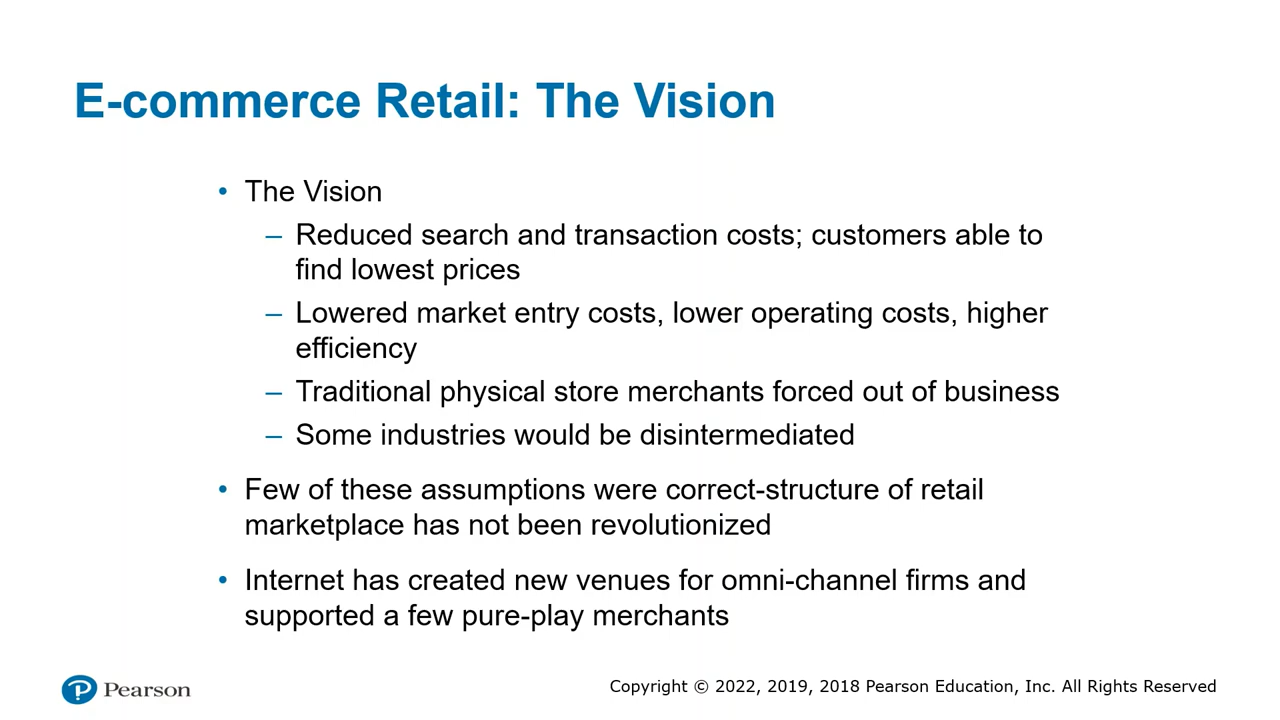 E-commerce Retail: The Vision
• The Vision
– Reduced search and transaction costs; customers able to
find lowest prices
– Lowered market entry costs, lower operating costs, higher
efficiency
– Traditional physical store merchants forced out of business
– Some industries would be disintermediated
• Few of these assumptions were correct-structure of retail
marketplace has not been revolutionized
• Internet has created new venues for omni-channel firms and
supported a few pure-play merchants
P Pearson
Copyright © 2022, 2019, 2018 Pearson Education, Inc. All Rights Reserved